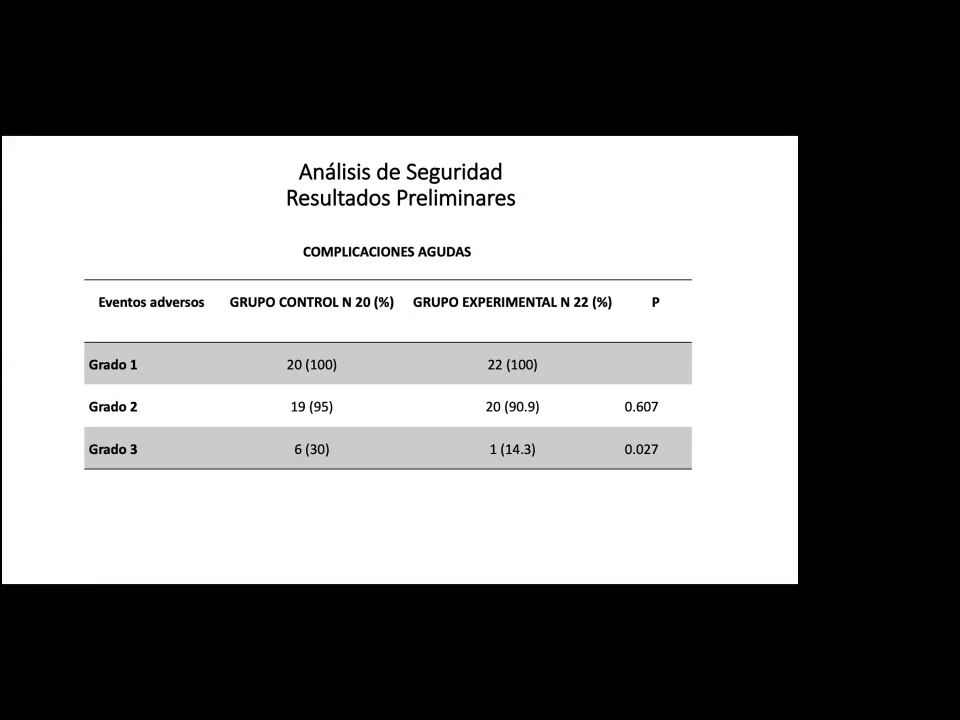 Análisis de Seguridad
Resultados Preliminares
COMPLICACIONES AGUDAS
Eventos adversos GRUPO CONTROL N 20 (%) GRUPO EXPERIMENTAL N 22 (%) P
Grado 1 20 (100) 22 (100)
Grado 2 19 (95) 20 (90.9) 0.607
Grado 3 6 (30) 1 (14.3) 0.027